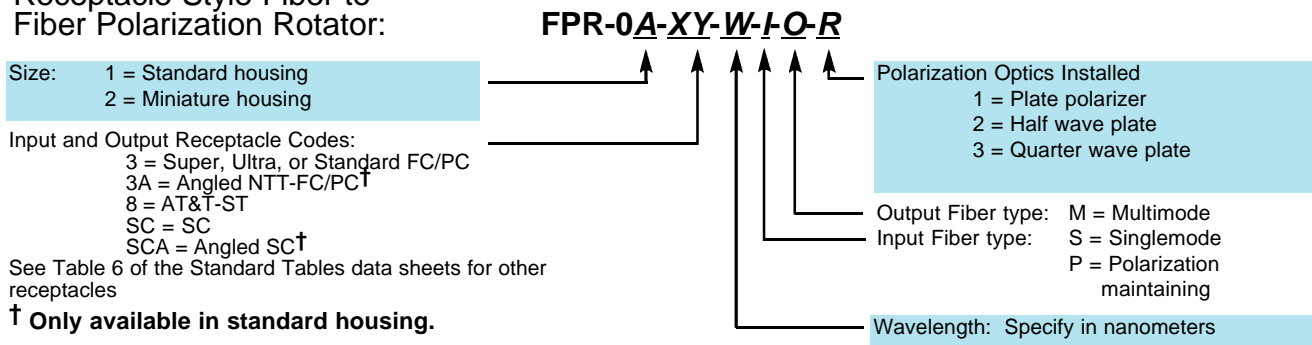 Receptacle Style Fiber to
Fiber Polarization Rotator:
FPR-0A-XY-W-I-O-R
Size: 1 = Standard housing
2 = Miniature housing
Input and Output Receptacle Codes:
3 = Super, Ultra, or Standard FC/PC
3A = Angled NTT-FC/PC†
8 = AT&T-ST
SC = SC
SCA = Angled SC†
See Table 6 of the Standard Tables data sheets for other
receptacles
† Only available in standard housing.
Polarization Optics Installed
1 = Plate polarizer
2 = Half wave plate
3 = Quarter wave plate
Output Fiber type: M = Multimode
Input Fiber type: S = Singlemode
P = Polarization
maintaining
Wavelength: Specify in nanometers